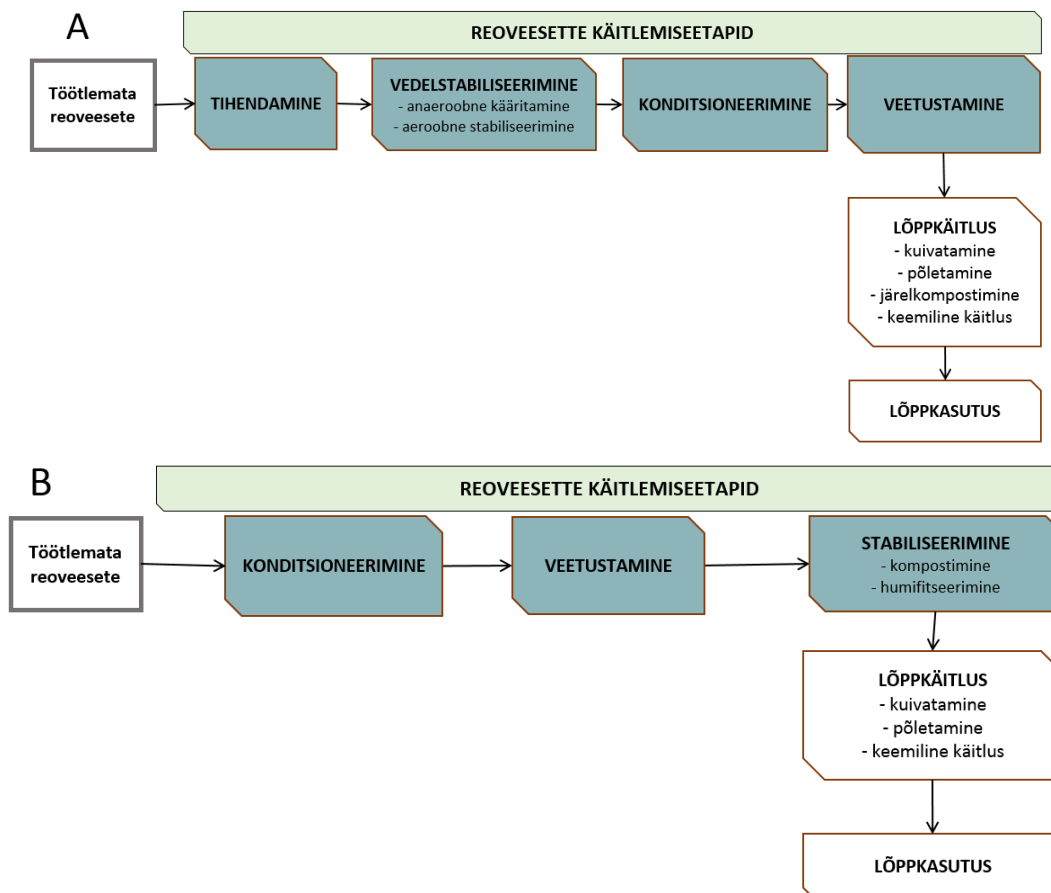 A
REOVEESETTE KÄITLEMISEETAPID
Töötlemata
reoveesete
TIHENDAMINE
VEDELSTABILISEERIMINE
- anaeroobne kääritamine
- aeroobne stabiliseerimine
KONDITSIONEERIMINE
VEETUSTAMINE
LÕPPKÄITLUS
- kuivatamine
- põletamine
- järelkompostimine
- keemiline käitlus
LÕPPKASUTUS
B
REOVEESETTE KÄITLEMISEETAPID
Töötlemata
reoveesete
KONDITSIONEERIMINE
VEETUSTAMINE
STABILISEERIMINE
- kompostimine
- humifitseerimine
LÕPPKÄITLUS
- kuivatamine
- põletamine
- keemiline käitlus
LÕPPKASUTUS